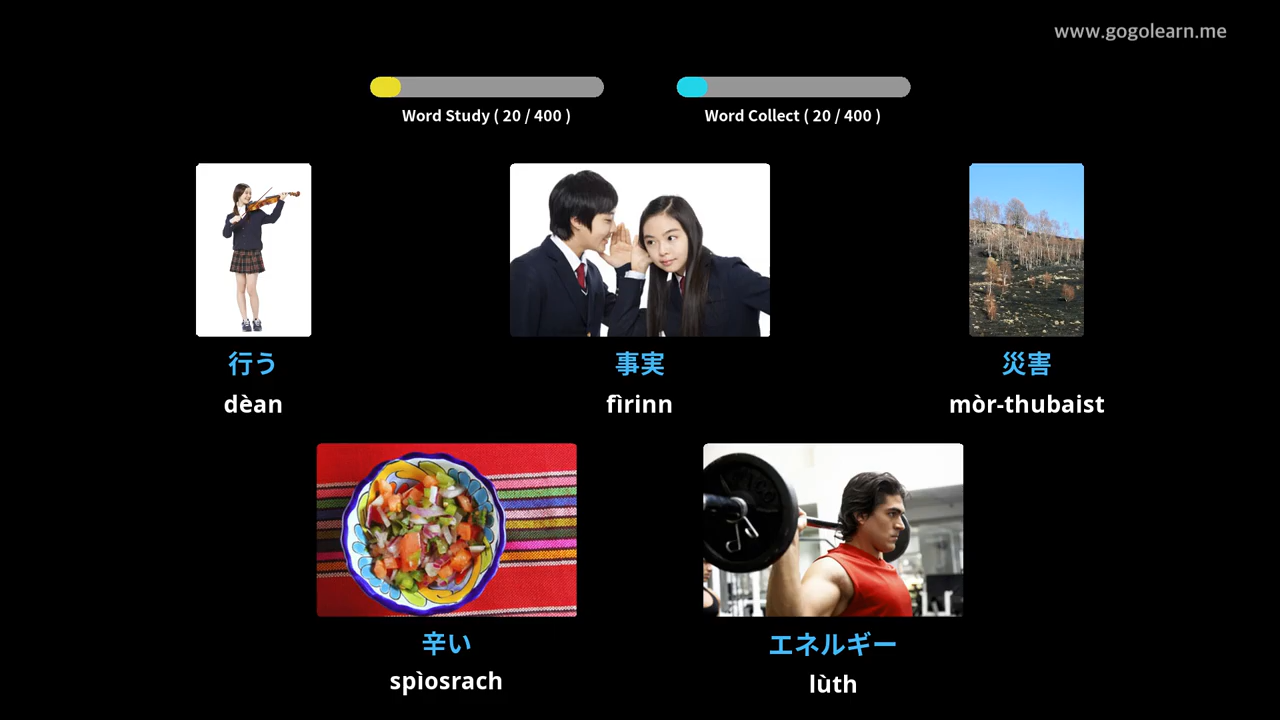 www.gogolearn.me
Word Study ( 20 / 400 )
Word Collect ( 20 / 400 )
行う
dèan
事実
fìrinn
災害
mòr-thubaist
辛い
spìosrach
エネルギー
lùth